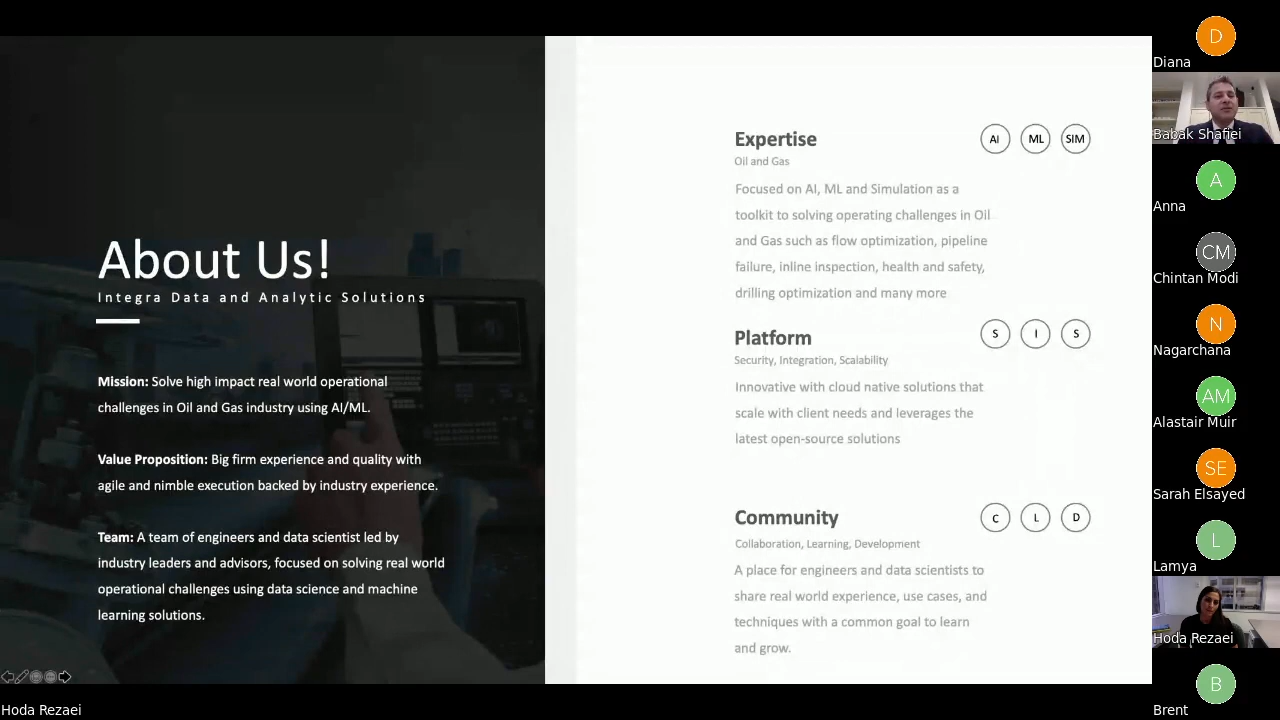 About Us!
Integra Data and Analytic Solutions
Mission: Solve high impact real world operational
challenges in Oil and Gas industry using AI/ML.
Value Proposition: Big firm experience and quality with
agile and nimble execution backed by industry experience.
Team: A team of engineers and data scientist led by
industry leaders and advisors, focused on solving real world
operational challenges using data science and machine
learning solutions.
Expertise
AI ML SIM
Oil and Gas
Focused on AI, ML and Simulation as a
toolkit to solving operating challenges in Oil
and Gas such as flow optimization, pipeline
failure, inline inspection, health and safety,
drilling optimization and many more
Platform
S I S
Security, Integration, Scalability
Innovative with cloud native solutions that
scale with client needs and leverages the
latest open-source solutions
Community
C L D
Collaboration, Learning, Development
A place for engineers and data scientists to
share real world experience, use cases, and
techniques with a common goal to learn
and grow.
D
Diana
Babak Shafiei
A
Anna
CM
Chintan Modi
N
Nagarchana
AM
Alastair Muir
SE
Sarah Elsayed
L
Lamya
Hoda Rezaei
B
Brent
Hoda Rezaei